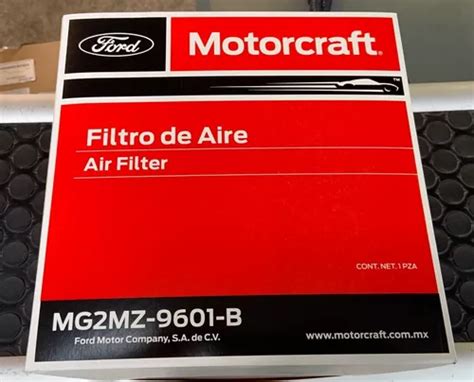 Ford
Motorcraft®
™
Filtro de Aire
Air Filter
CONT. NET. 1 PZA
MG2MZ-9601-B
Ford Motor Company, S.A. de C.V.
www.motorcraft.com.mx